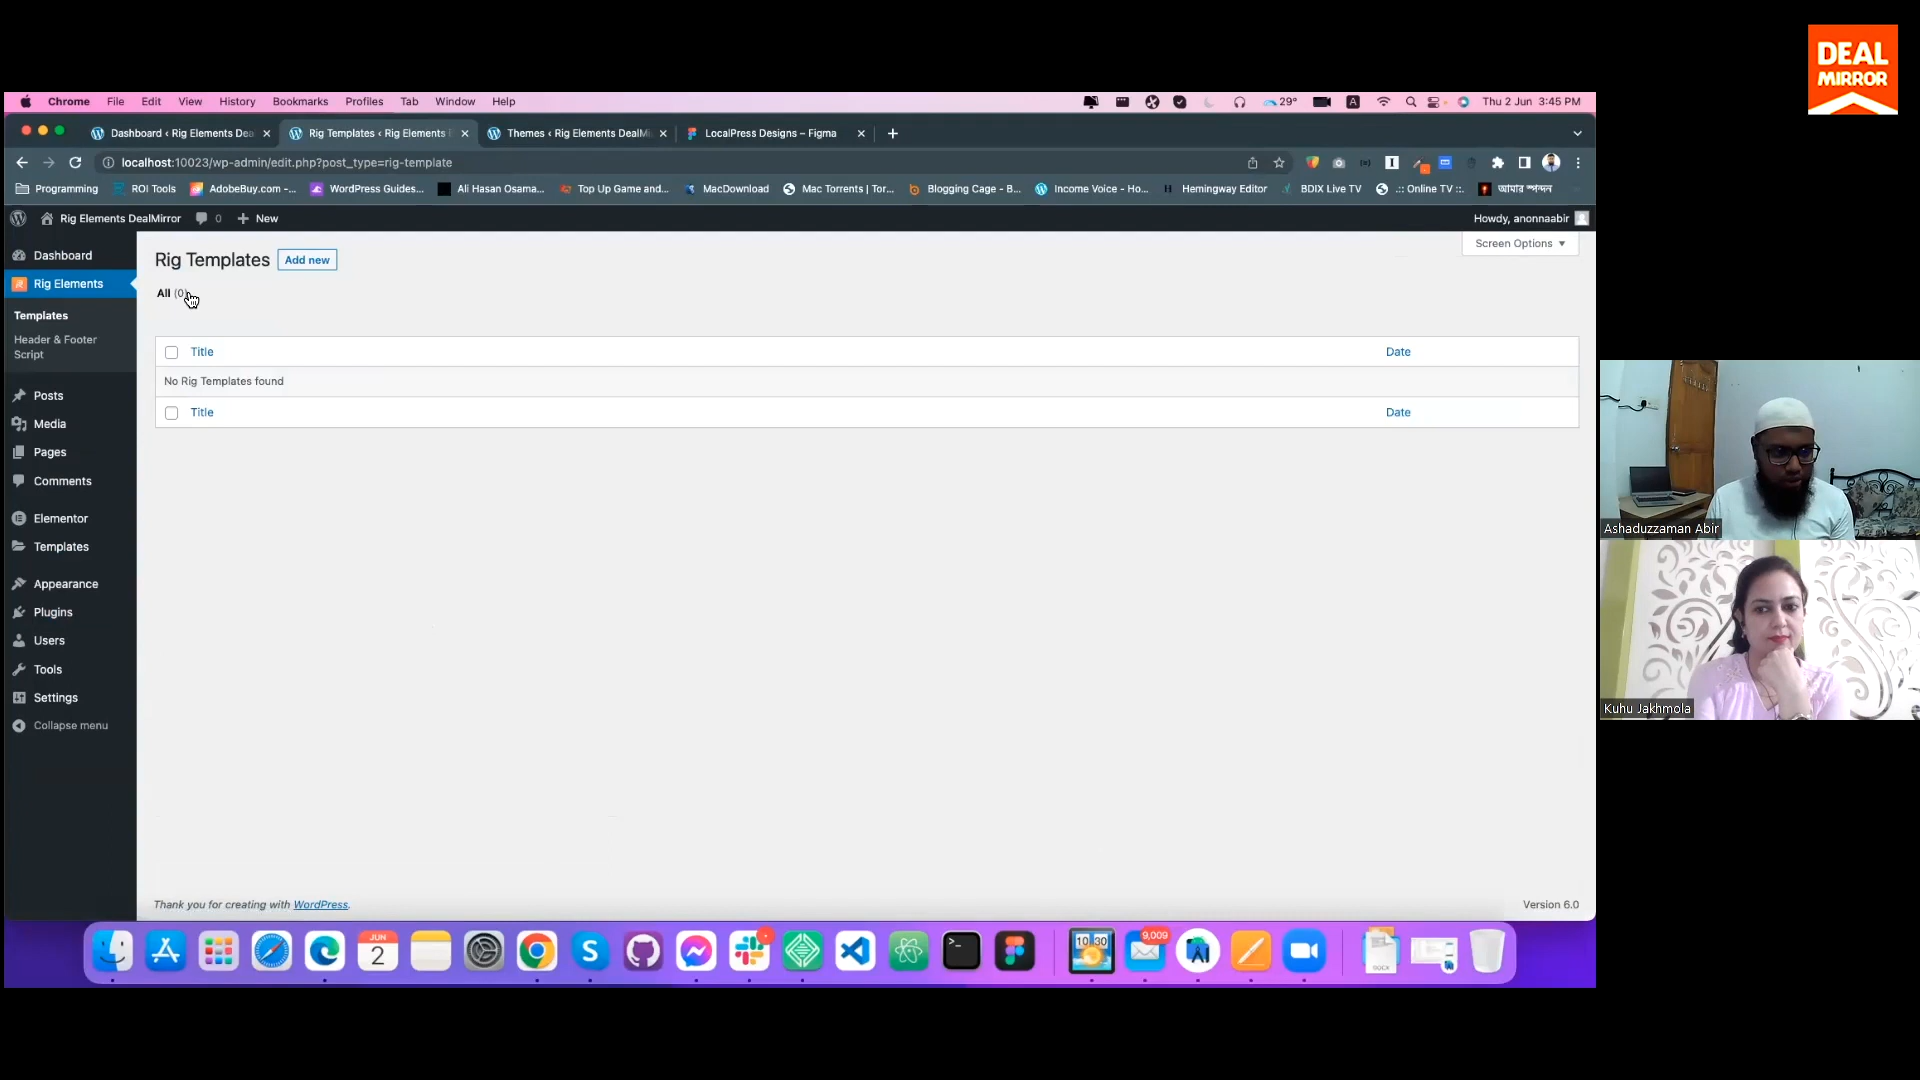 DEAL
MIRROR
Chrome File Edit View History Bookmarks Profiles Tab Window Help 29° A Thu 2 Jun 3:45 PM
Dashboard ‹ Rig Elements Dea Rig Templates ‹ Rig Elements Themes ‹ Rig Elements DealMi LocalPress Designs – Figma
localhost:10023/wp-admin/edit.php?post_type=rig-template
Programming ROI Tools AdobeBuy.com -... WordPress Guides... Ali Hasan Osama... Top Up Game and... MacDownload Mac Torrents | Tor... Blogging Cage - B... Income Voice - Ho... H Hemingway Editor BDIX Live TV .:: Online TV ::. আমার স্পন্দন
Rig Elements DealMirror 0 + New Howdy, anonnaabir
Screen Options ▼
Rig Templates Add new
All (0)
Dashboard
Rig Elements
Templates
Header & Footer
Script
Posts
Media
Pages
Comments
Elementor
Templates
Appearance
Plugins
Users
Tools
Settings
Collapse menu
Title Date
No Rig Templates found
Title Date
Thank you for creating with WordPress. Version 6.0
Ashaduzzaman Abir
Kuhu Jakhmola
JUN
2
S
>_
10 30
9,009
DOCX